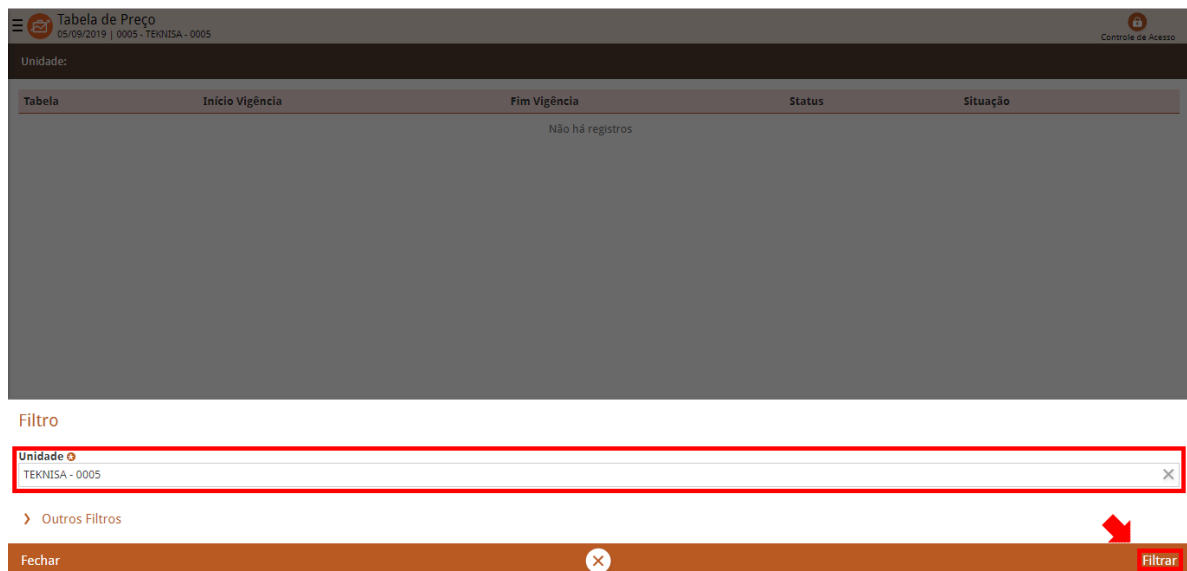 Tabela de Preço
05/09/2019 | 0005 - TEKNISA - 0005
Controle de Acesso
Unidade:
Tabela Início Vigência Fim Vigência Status Situação
Não há registros
Filtro
Unidade
TEKNISA - 0005
Outros Filtros
Fechar Filtrar